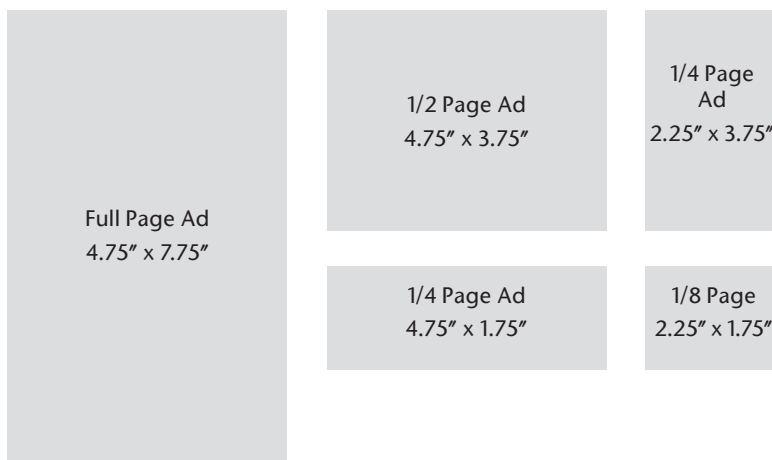 Full Page Ad
4.75″ x 7.75″
1/2 Page Ad
4.75″ x 3.75″
1/4 Page
Ad
2.25″ x 3.75″
1/4 Page Ad
4.75″ x 1.75″
1/8 Page
2.25″ x 1.75″